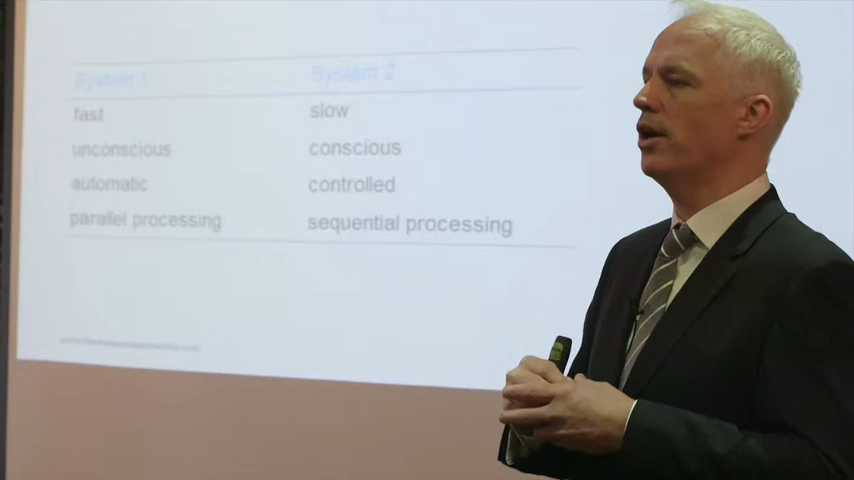 System 1 System 2
fast slow
unconscious conscious
automatic controlled
parallel processing sequential processing